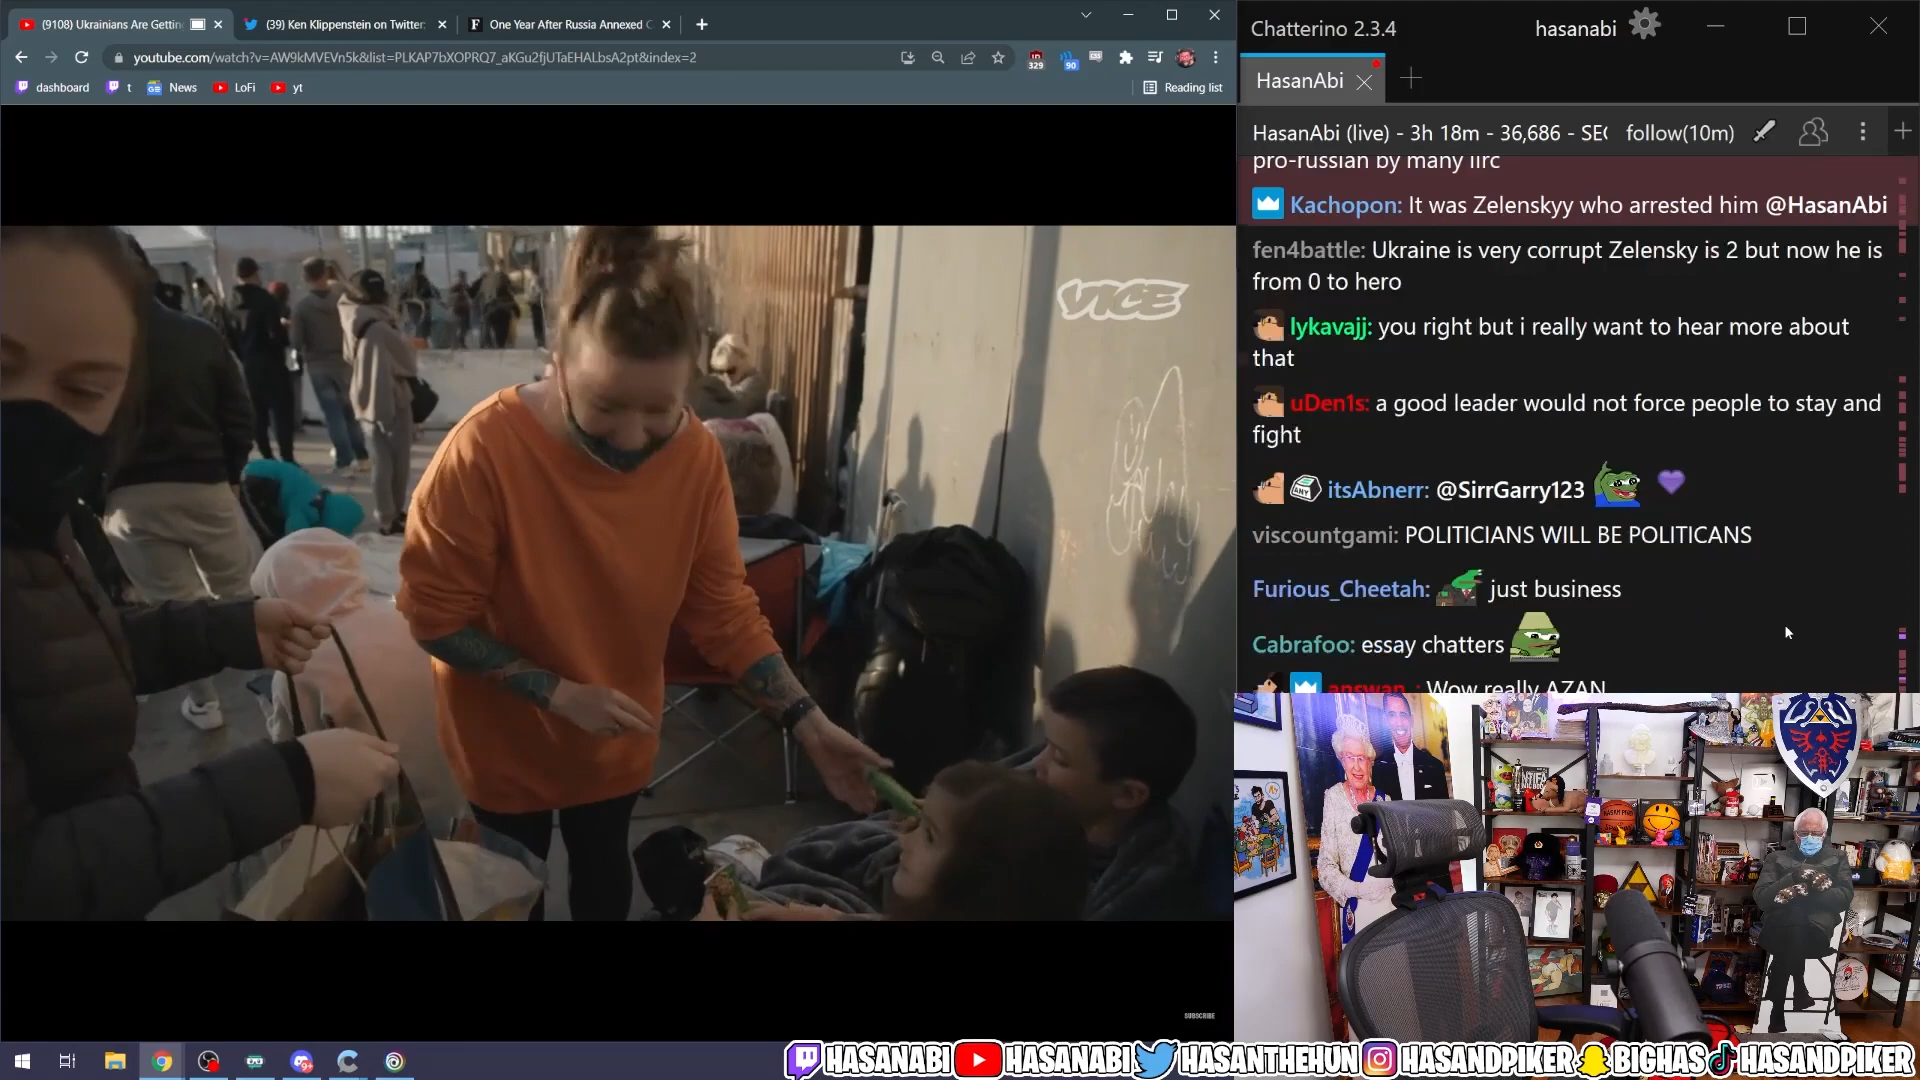 (9108) Ukrainians Are Getting
(39) Ken Klippenstein on Twitter:
One Year After Russia Annexed C
youtube.com/watch?v=AW9kMVEVn5k&list=PLKAP7bXOPRQ7_aKGu2fjUTaEHALbsA2pt&index=2
329
90
dashboard
t
News
LoFi
yt
Reading list
VICE
SUBSCRIBE
Chatterino 2.3.4
hasanabi
HasanAbi
HasanAbi (live) - 3h 18m - 36,686 - SE
follow(10m)
pro-russian by many iirc
Kachopon: It was Zelenskyy who arrested him @HasanAbi
fen4battle: Ukraine is very corrupt Zelensky is 2 but now he is
from 0 to hero
lykavajj: you right but i really want to hear more about
that
uDen1s: a good leader would not force people to stay and
fight
ANY
itsAbnerr: @SirrGarry123
viscountgami: POLITICIANS WILL BE POLITICANS
Furious_Cheetah: just business
Cabrafoo: essay chatters
answan_: Wow really AZAN
HASANABI
HASANABI
HASANTHEHUN
HASANDPIKER
BIGHAS
HASANDPIKER